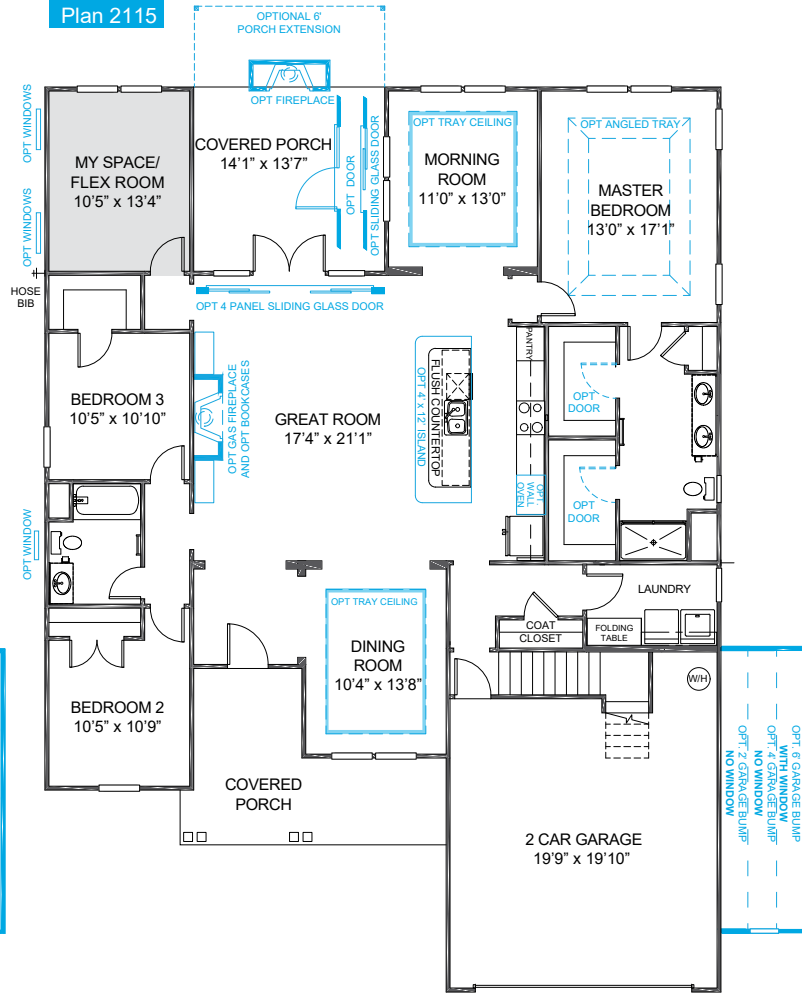 Plan 2115
OPTIONAL 6'
PORCH EXTENSION
OPT FIREPLACE
OPT WINDOWS
OPT WINDOWS
MY SPACE/
FLEX ROOM
10'5" x 13'4"
COVERED PORCH
14'1" x 13'7"
OPT DOOR
OPT SLIDING GLASS DOOR
OPT TRAY CEILING
MORNING
ROOM
11'0" x 13'0"
OPT ANGLED TRAY
MASTER
BEDROOM
13'0" x 17'1"
HOSE
BIB
OPT 4 PANEL SLIDING GLASS DOOR
BEDROOM 3
10'5" x 10'10"
OPT GAS FIREPLACE
AND OPT BOOKCASES
GREAT ROOM
17'4" x 21'1"
OPT 4' x 12' ISLAND
FLUSH COUNTERTOP
PANTRY
OPT.
WALL
OVEN
OPT
DOOR
OPT
DOOR
OPT WINDOW
BEDROOM 2
10'5" x 10'9"
OPT TRAY CEILING
DINING
ROOM
10'4" x 13'8"
COAT
CLOSET
LAUNDRY
FOLDING
TABLE
W/H
COVERED
PORCH
2 CAR GARAGE
19'9" x 19'10"
OPT. 2' GARAGE BUMP
NO WINDOW
OPT. 4' GARAGE BUMP
NO WINDOW
OPT. 6' GARAGE BUMP
WITH WINDOW